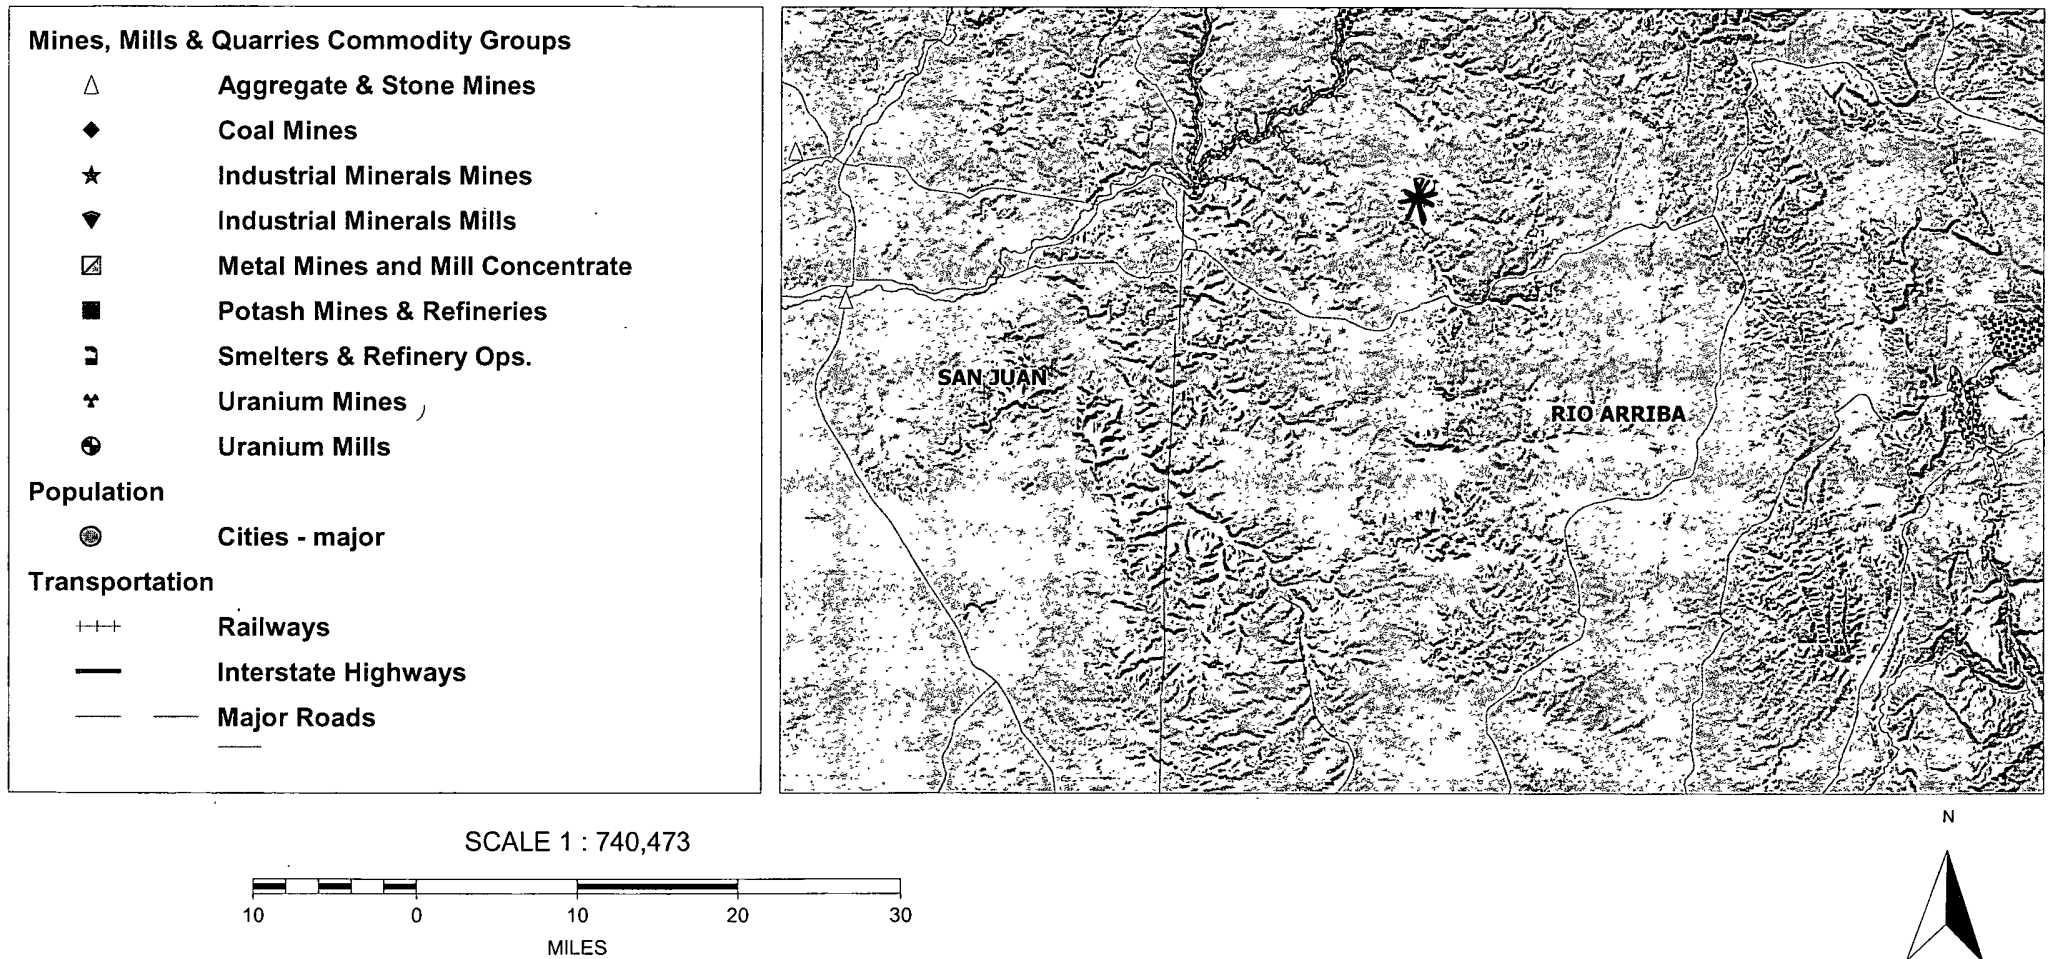 Mines, Mills & Quarries Commodity Groups
Aggregate & Stone Mines
Coal Mines
Industrial Minerals Mines
Industrial Minerals Mills
Metal Mines and Mill Concentrate
Potash Mines & Refineries
Smelters & Refinery Ops.
Uranium Mines
Uranium Mills
Population
Cities - major
Transportation
Railways
Interstate Highways
Major Roads
SAN JUAN
RIO ARRIBA
SCALE 1 : 740,473
10 0 10 20 30
MILES
N